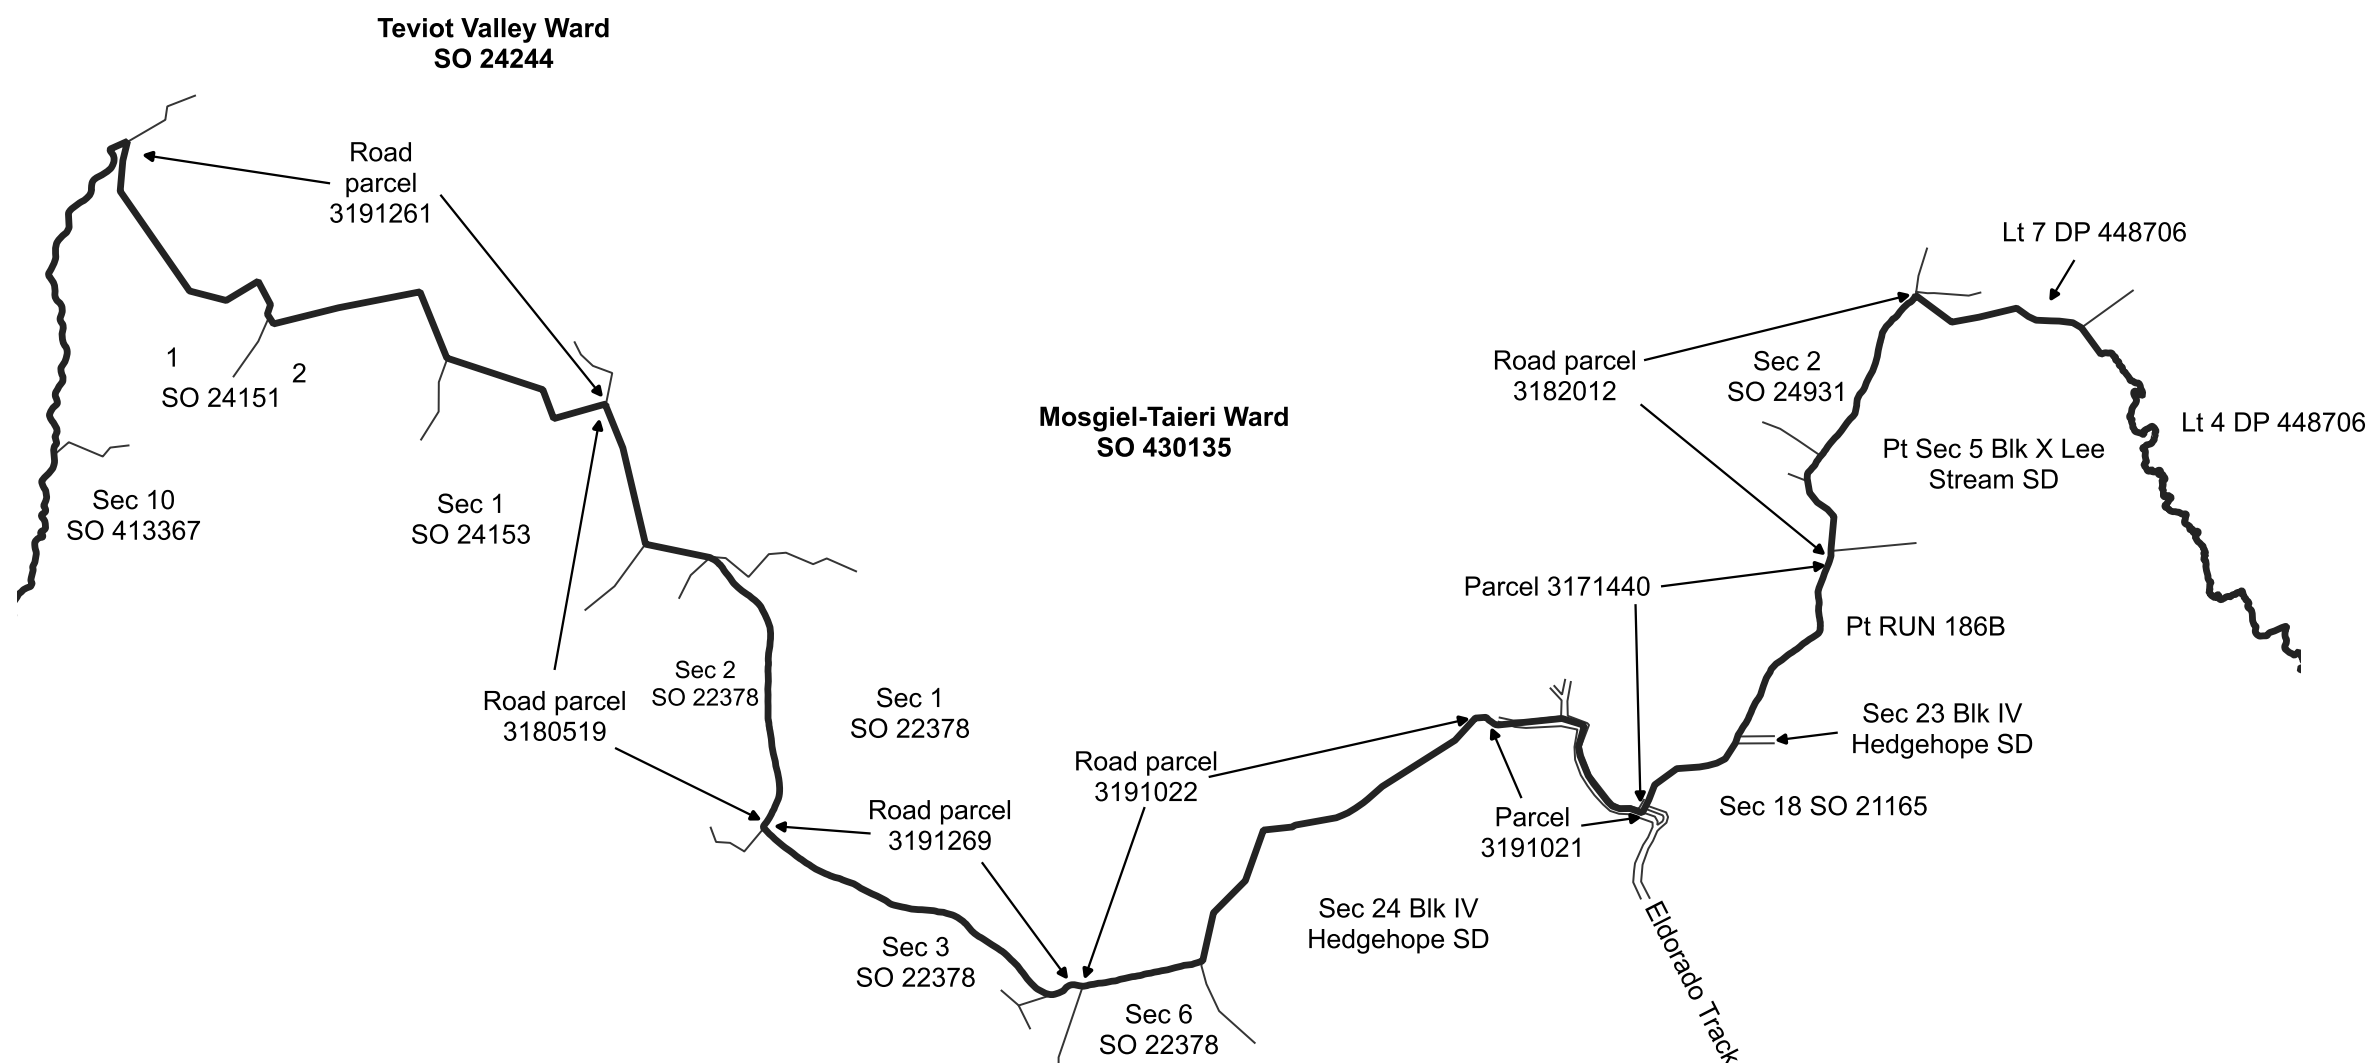 Teviot Valley Ward
SO 24244
Road
parcel
3191261
1
2
SO 24151
Sec 10
SO 413367
Sec 1
SO 24153
Road parcel
3180519
Sec 2
SO 22378
Sec 1
SO 22378
Road parcel
3191269
Sec 3
SO 22378
Mosgiel-Taieri Ward
SO 430135
Road parcel
3191022
Sec 6
SO 22378
Sec 24 Blk IV
Hedgehope SD
Parcel
3191021
Eldorado Track
Parcel 3171440
Road parcel
3182012
Sec 2
SO 24931
Lt 7 DP 448706
Lt 4 DP 448706
Pt Sec 5 Blk X Lee
Stream SD
Pt RUN 186B
Sec 23 Blk IV
Hedgehope SD
Sec 18 SO 21165